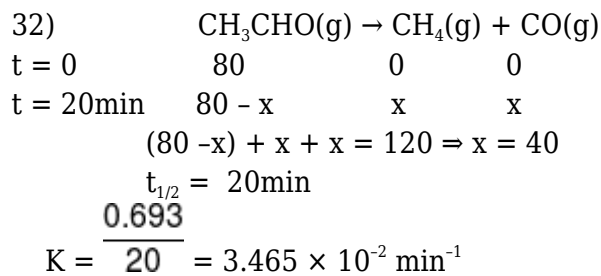 32) CH₃CHO(g) → CH₄(g) + CO(g)
t = 0 80 0 0
t = 20min 80 – x x x
(80 –x) + x + x = 120 ⇒ x = 40
t₁/₂ = 20min
K = 0.693/20 = 3.465 × 10⁻² min⁻¹